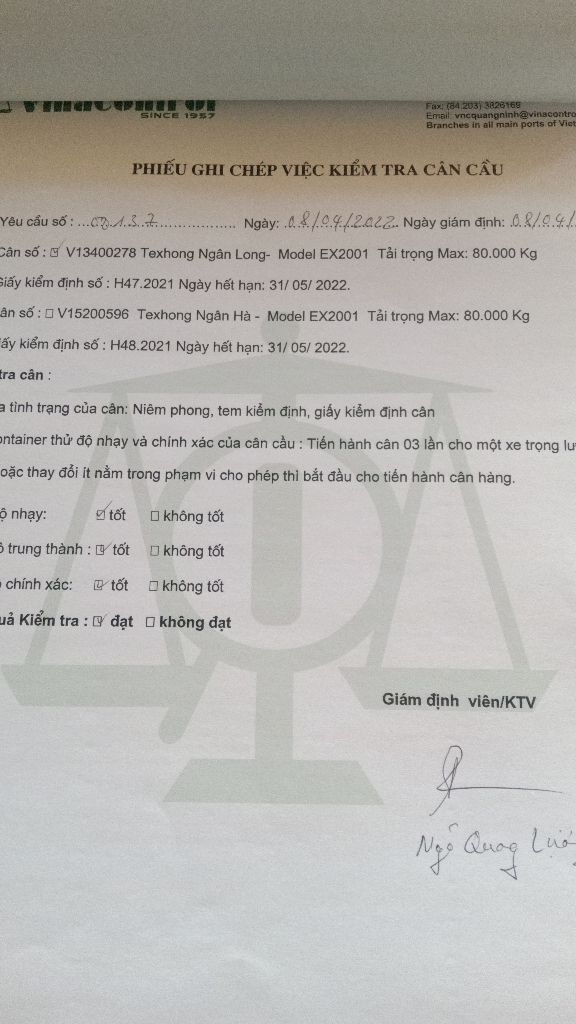 SINCE 1957
Fax: (84.203) 3826169
Email: vncquangninh@vinacontro
Branches in all main ports of Viet
PHIẾU GHI CHÉP VIỆC KIỂM TRA CÂN CẦU
Yêu cầu số : Ngày: 08/04/2022. Ngày giám định: 08/04/
Cân số : ☑ V13400278 Texhong Ngân Long- Model EX2001 Tải trọng Max: 80.000 Kg
Giấy kiểm định số : H47.2021 Ngày hết hạn: 31/ 05/ 2022.
ân số : ☐ V15200596 Texhong Ngân Hà - Model EX2001 Tải trọng Max: 80.000 Kg
iấy kiểm định số : H48.2021 Ngày hết hạn: 31/ 05/ 2022.
tra cân :
a tình trạng của cân: Niêm phong, tem kiểm định, giấy kiểm định cân
ontainer thử độ nhạy và chính xác của cân cầu : Tiến hành cân 03 lần cho một xe trọng lư
oặc thay đổi ít nằm trong phạm vi cho phép thì bắt đầu cho tiến hành cân hàng.
ộ nhạy: ☑ tốt ☐ không tốt
ộ trung thành : ☑ tốt ☐ không tốt
chính xác: ☑ tốt ☐ không tốt
uả Kiểm tra : ☑ đạt ☐ không đạt
Giám định viên/KTV
Ngô Quang